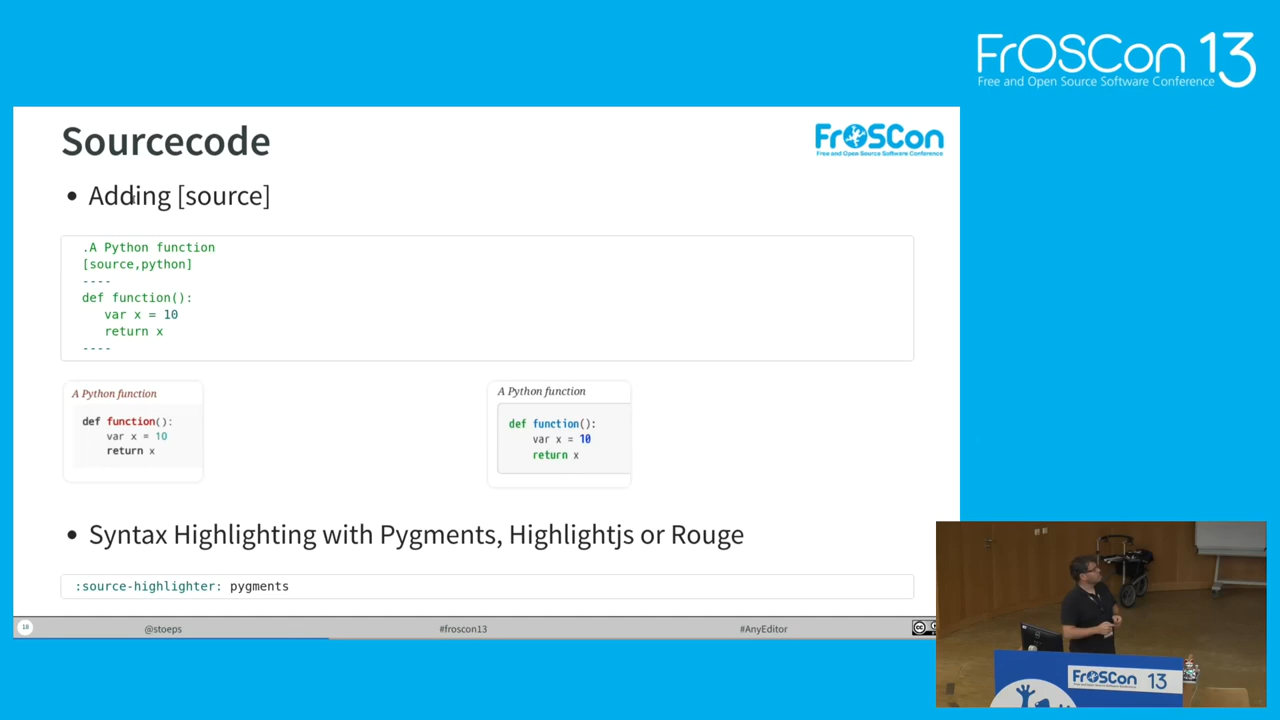 FrOSCon 13
Free and Open Source Software Conference
Sourcecode
FrOSCon
Free and Open Source Software Conference
• Adding [source]
.A Python function
[source,python]
----
def function():
   var x = 10
   return x
----
A Python function
def function():
    var x = 10
    return x
A Python function
def function():
    var x = 10
    return x
• Syntax Highlighting with Pygments, Highlightjs or Rouge
:source-highlighter: pygments
18
@stoeps
#froscon13
#AnyEditor
cc
FrOSCon 13